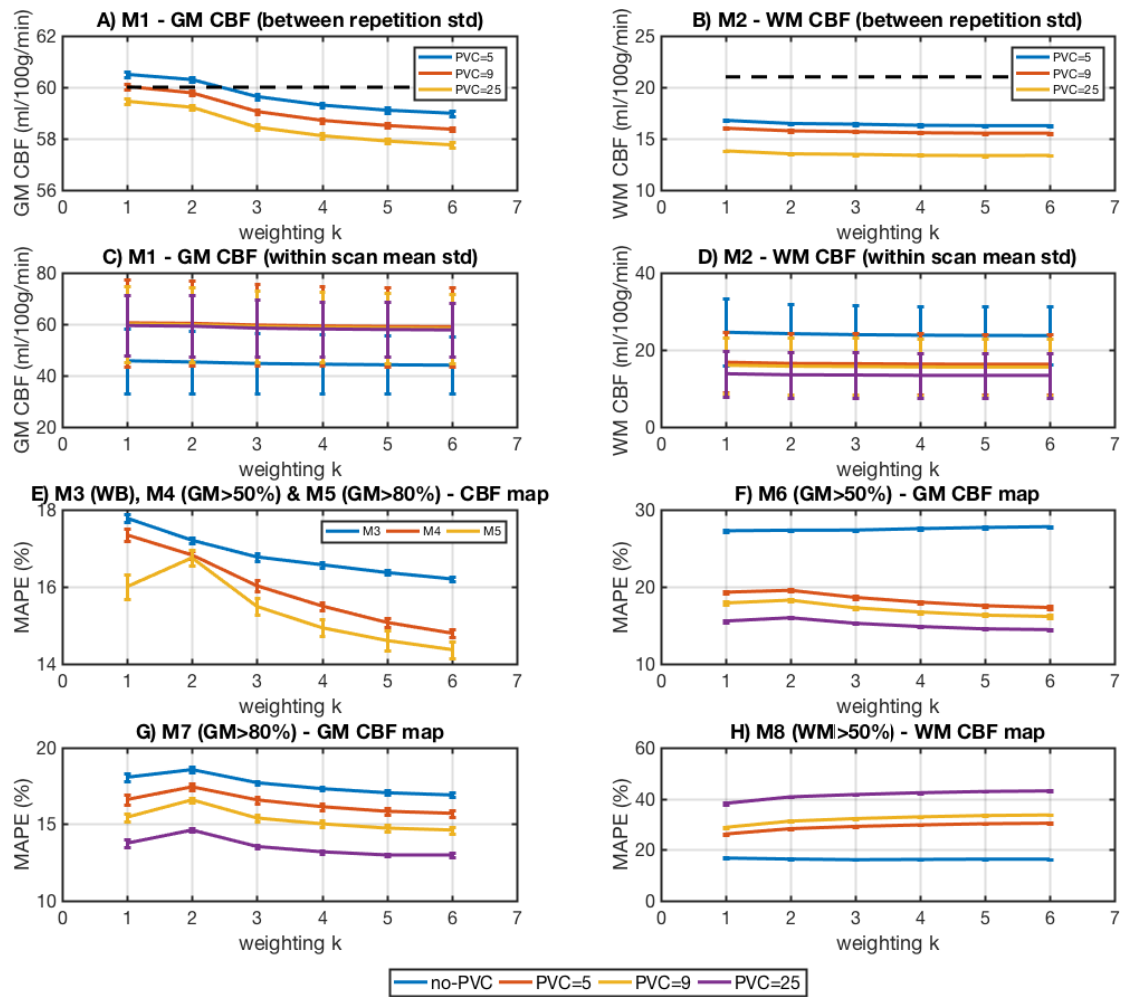 A) M1 - GM CBF (between repetition std)
GM CBF (ml/100g/min)
62
60
58
56
0 1 2 3 4 5 6 7
weighting k
PVC=5
PVC=9
PVC=25
B) M2 - WM CBF (between repetition std)
WM CBF (ml/100g/min)
25
20
15
10
0 1 2 3 4 5 6 7
weighting k
PVC=5
PVC=9
PVC=25
C) M1 - GM CBF (within scan mean std)
GM CBF (ml/100g/min)
80
60
40
20
0 1 2 3 4 5 6 7
weighting k
D) M2 - WM CBF (within scan mean std)
WM CBF (ml/100g/min)
40
20
0
0 1 2 3 4 5 6 7
weighting k
E) M3 (WB), M4 (GM>50%) & M5 (GM>80%) - CBF map
MAPE (%)
18
16
14
0 1 2 3 4 5 6 7
weighting k
M3 M4 M5
F) M6 (GM>50%) - GM CBF map
MAPE (%)
30
20
10
0 1 2 3 4 5 6 7
weighting k
G) M7 (GM>80%) - GM CBF map
MAPE (%)
20
15
10
0 1 2 3 4 5 6 7
weighting k
H) M8 (WM>50%) - WM CBF map
MAPE (%)
60
40
20
0
0 1 2 3 4 5 6 7
weighting k
no-PVC PVC=5 PVC=9 PVC=25